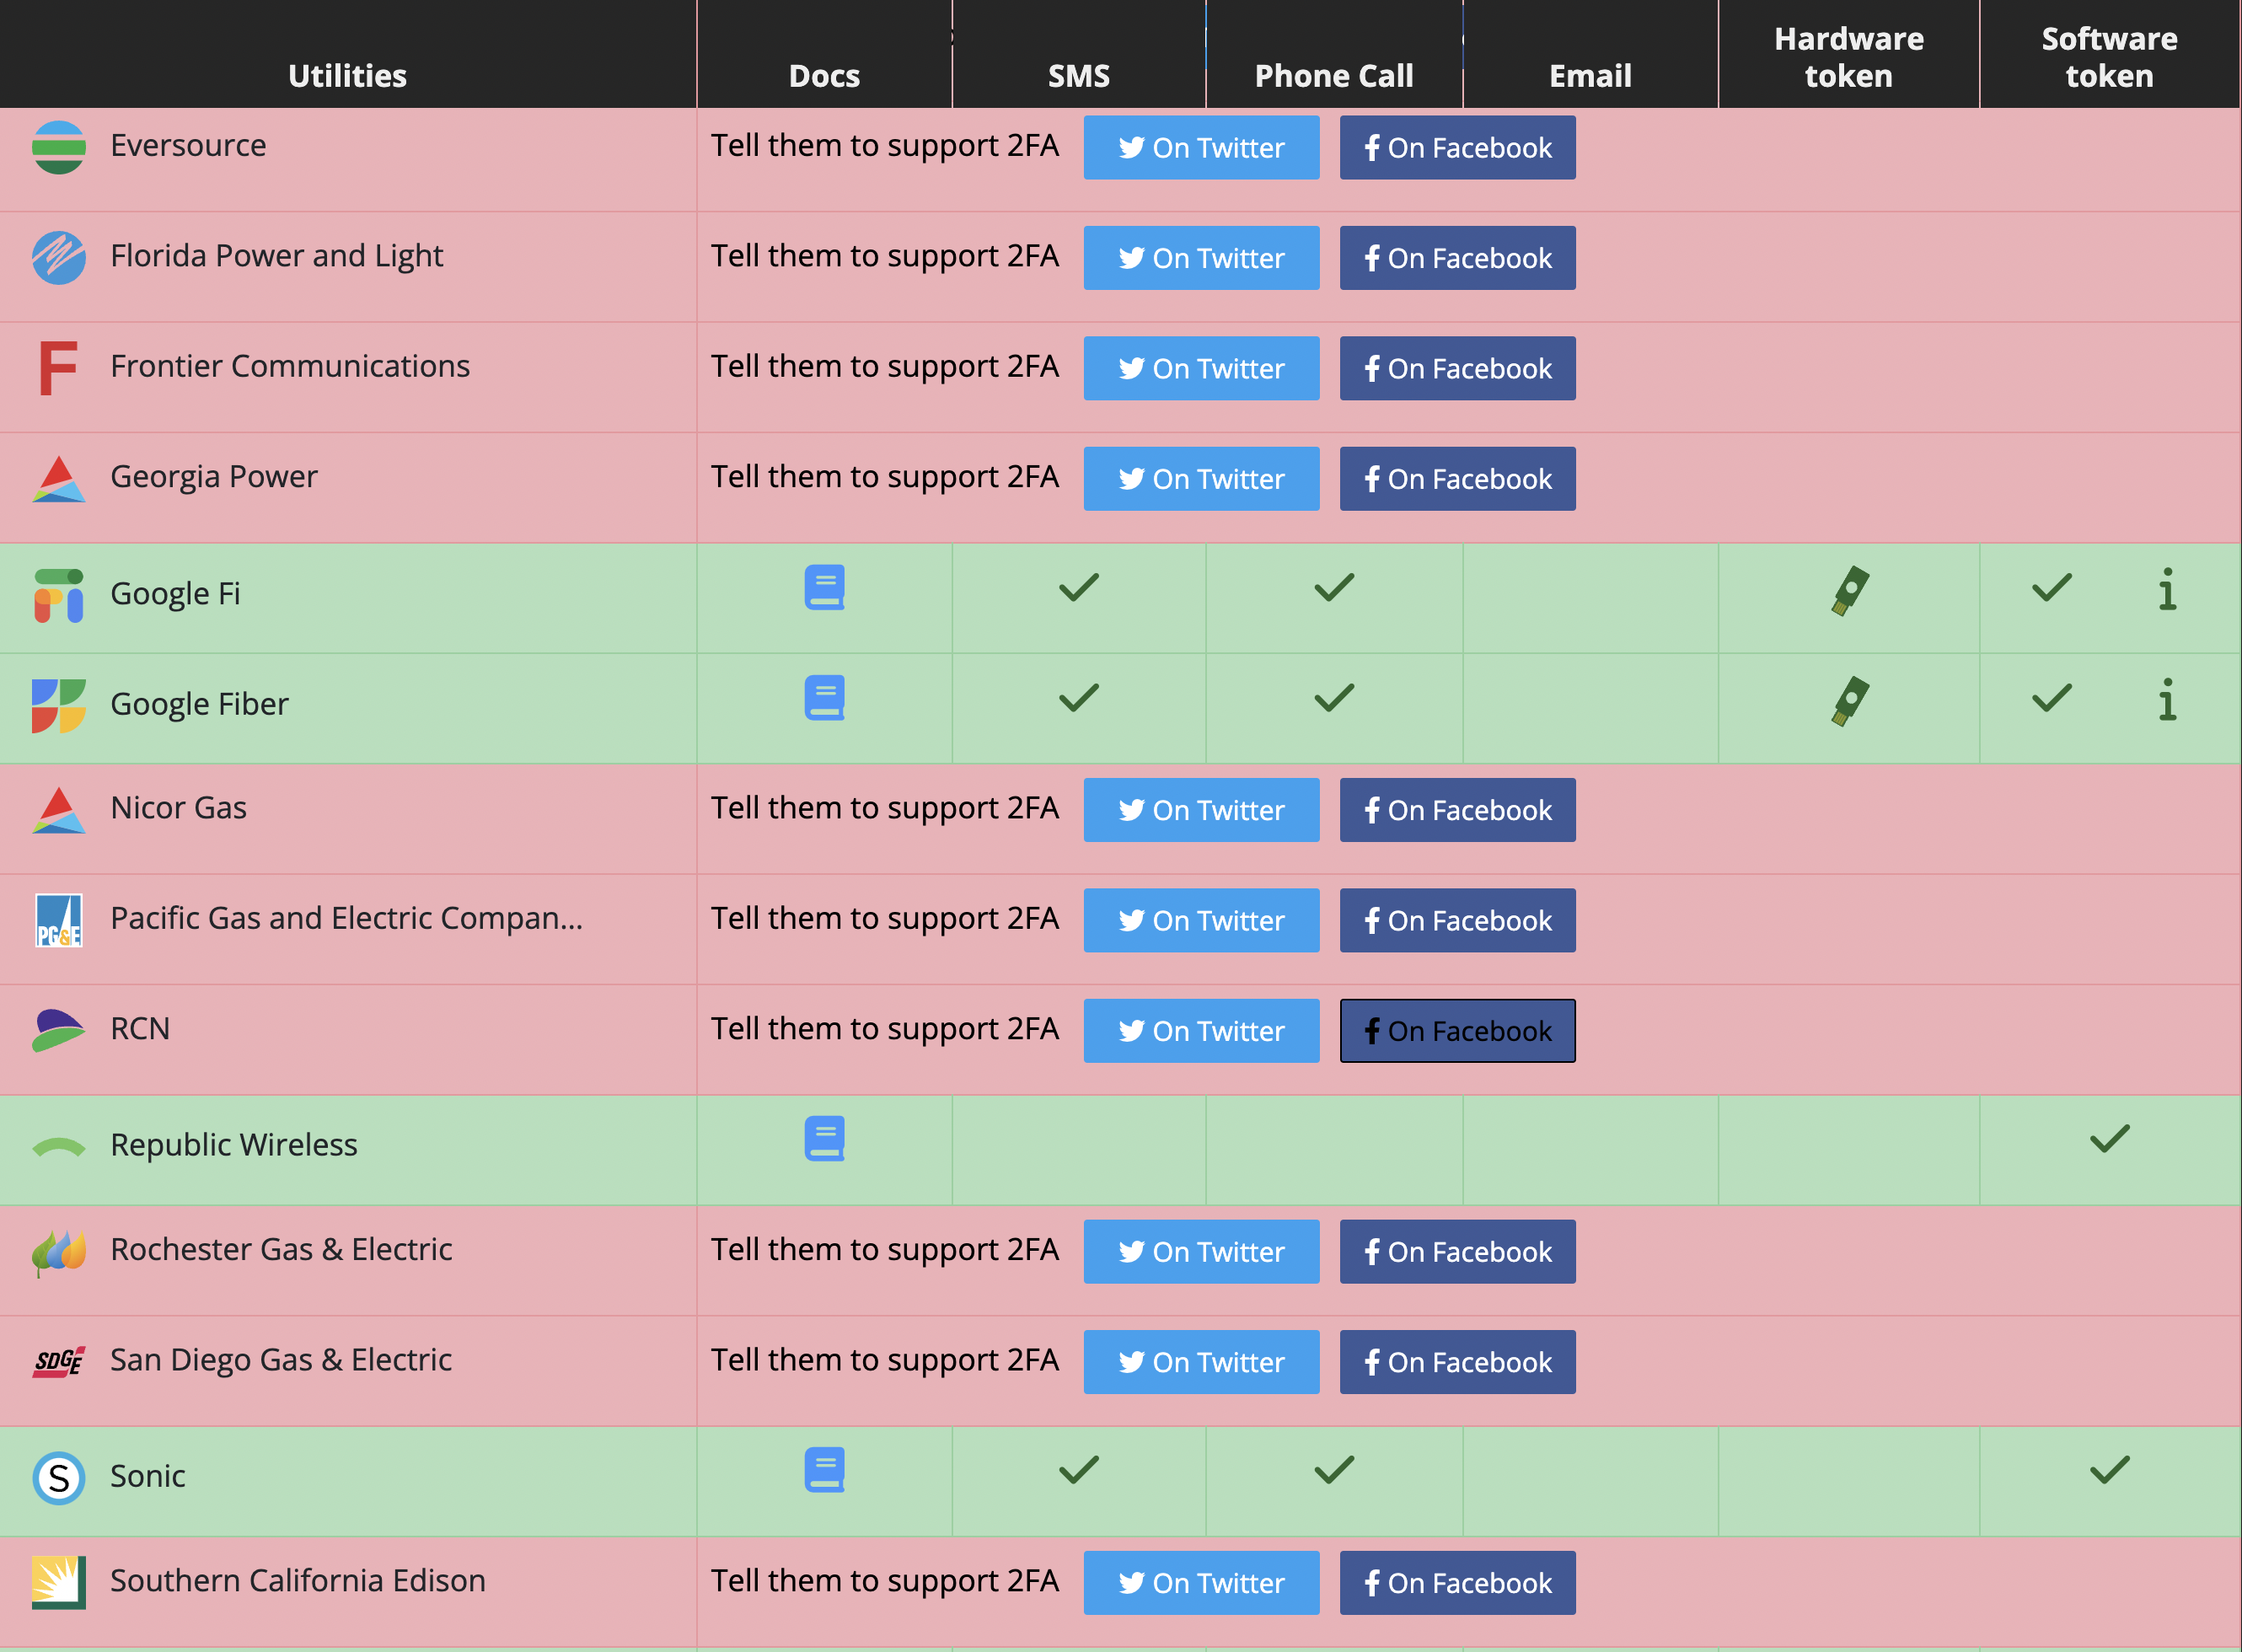 Utilities Docs SMS Phone Call Email Hardware token Software token
Eversource Tell them to support 2FA On Twitter On Facebook
Florida Power and Light Tell them to support 2FA On Twitter On Facebook
F Frontier Communications Tell them to support 2FA On Twitter On Facebook
Georgia Power Tell them to support 2FA On Twitter On Facebook
Google Fi
Google Fiber
Nicor Gas Tell them to support 2FA On Twitter On Facebook
PG&E Pacific Gas and Electric Compan... Tell them to support 2FA On Twitter On Facebook
RCN Tell them to support 2FA On Twitter On Facebook
Republic Wireless
Rochester Gas & Electric Tell them to support 2FA On Twitter On Facebook
SDGE San Diego Gas & Electric Tell them to support 2FA On Twitter On Facebook
S Sonic
Southern California Edison Tell them to support 2FA On Twitter On Facebook